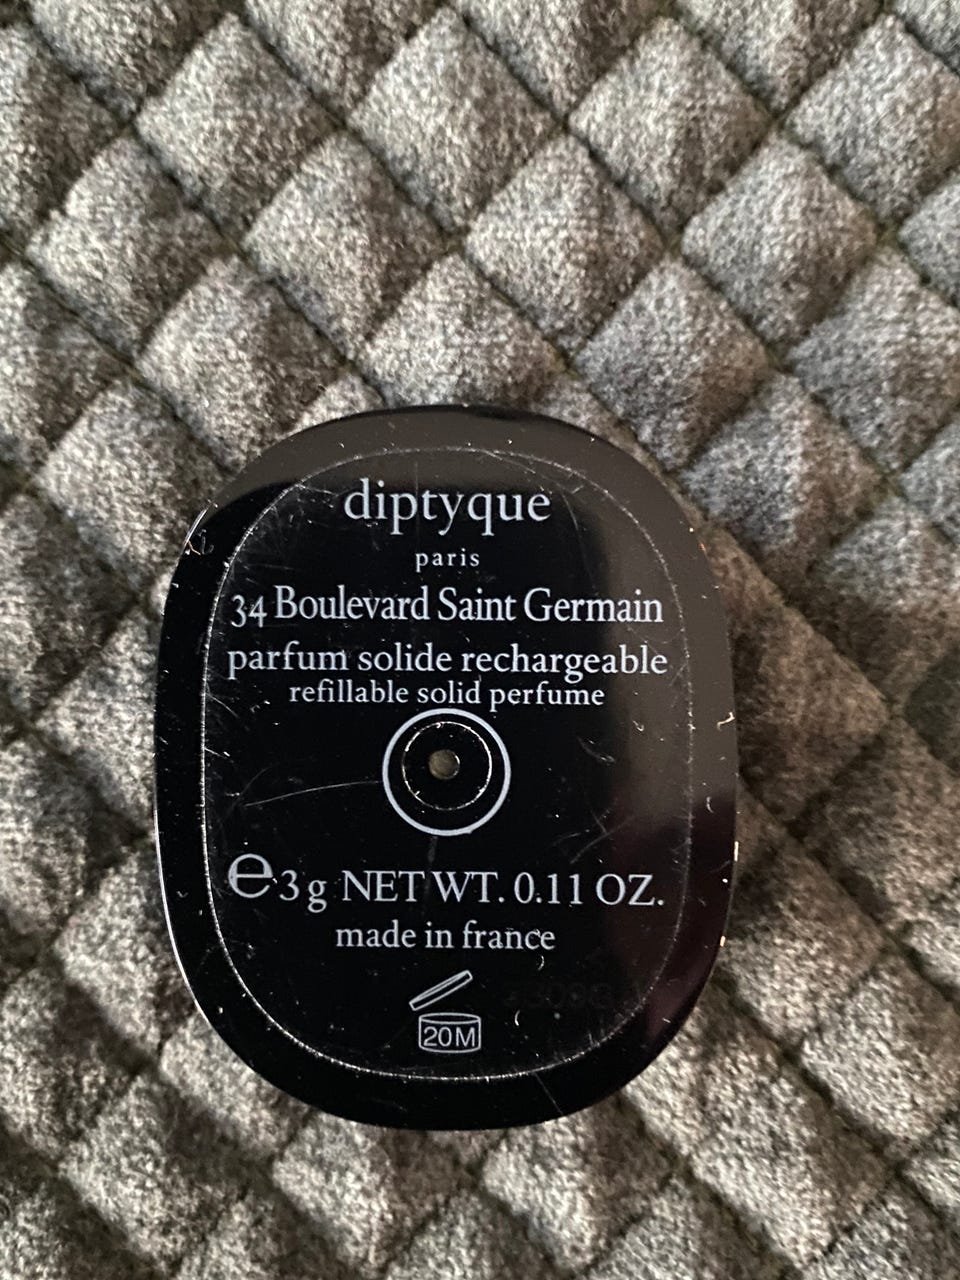 diptyque
paris
34 Boulevard Saint Germain
parfum solide rechargeable
refillable solid perfume
e 3 g NET WT. 0.11 OZ.
made in france
20M